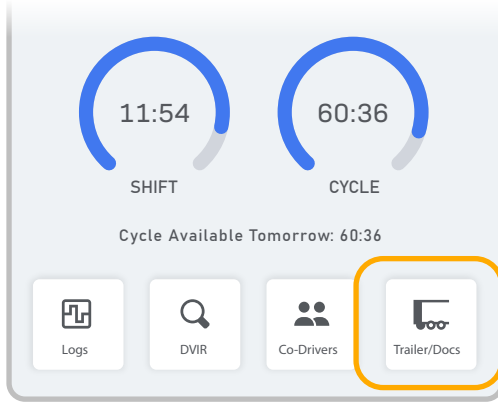 11:54
60:36
SHIFT
CYCLE
Cycle Available Tomorrow: 60:36
Logs
DVIR
Co-Drivers
Trailer/Docs